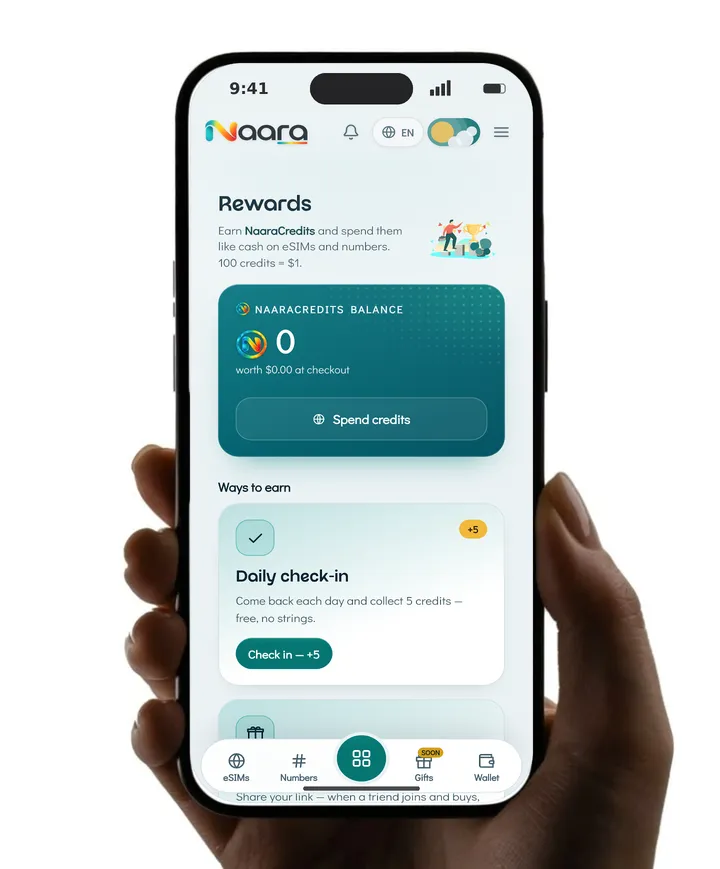 9:41
Naara
EN
Rewards
Earn NaaraCredits and spend them
like cash on eSIMs and numbers.
100 credits = $1.
NAARACREDITS BALANCE
0
worth $0.00 at checkout
Spend credits
Ways to earn
+5
Daily check-in
Come back each day and collect 5 credits —
free, no strings.
Check in — +5
SOON
eSIMs
Numbers
Gifts
Wallet
Share your link — when a friend joins and buys,